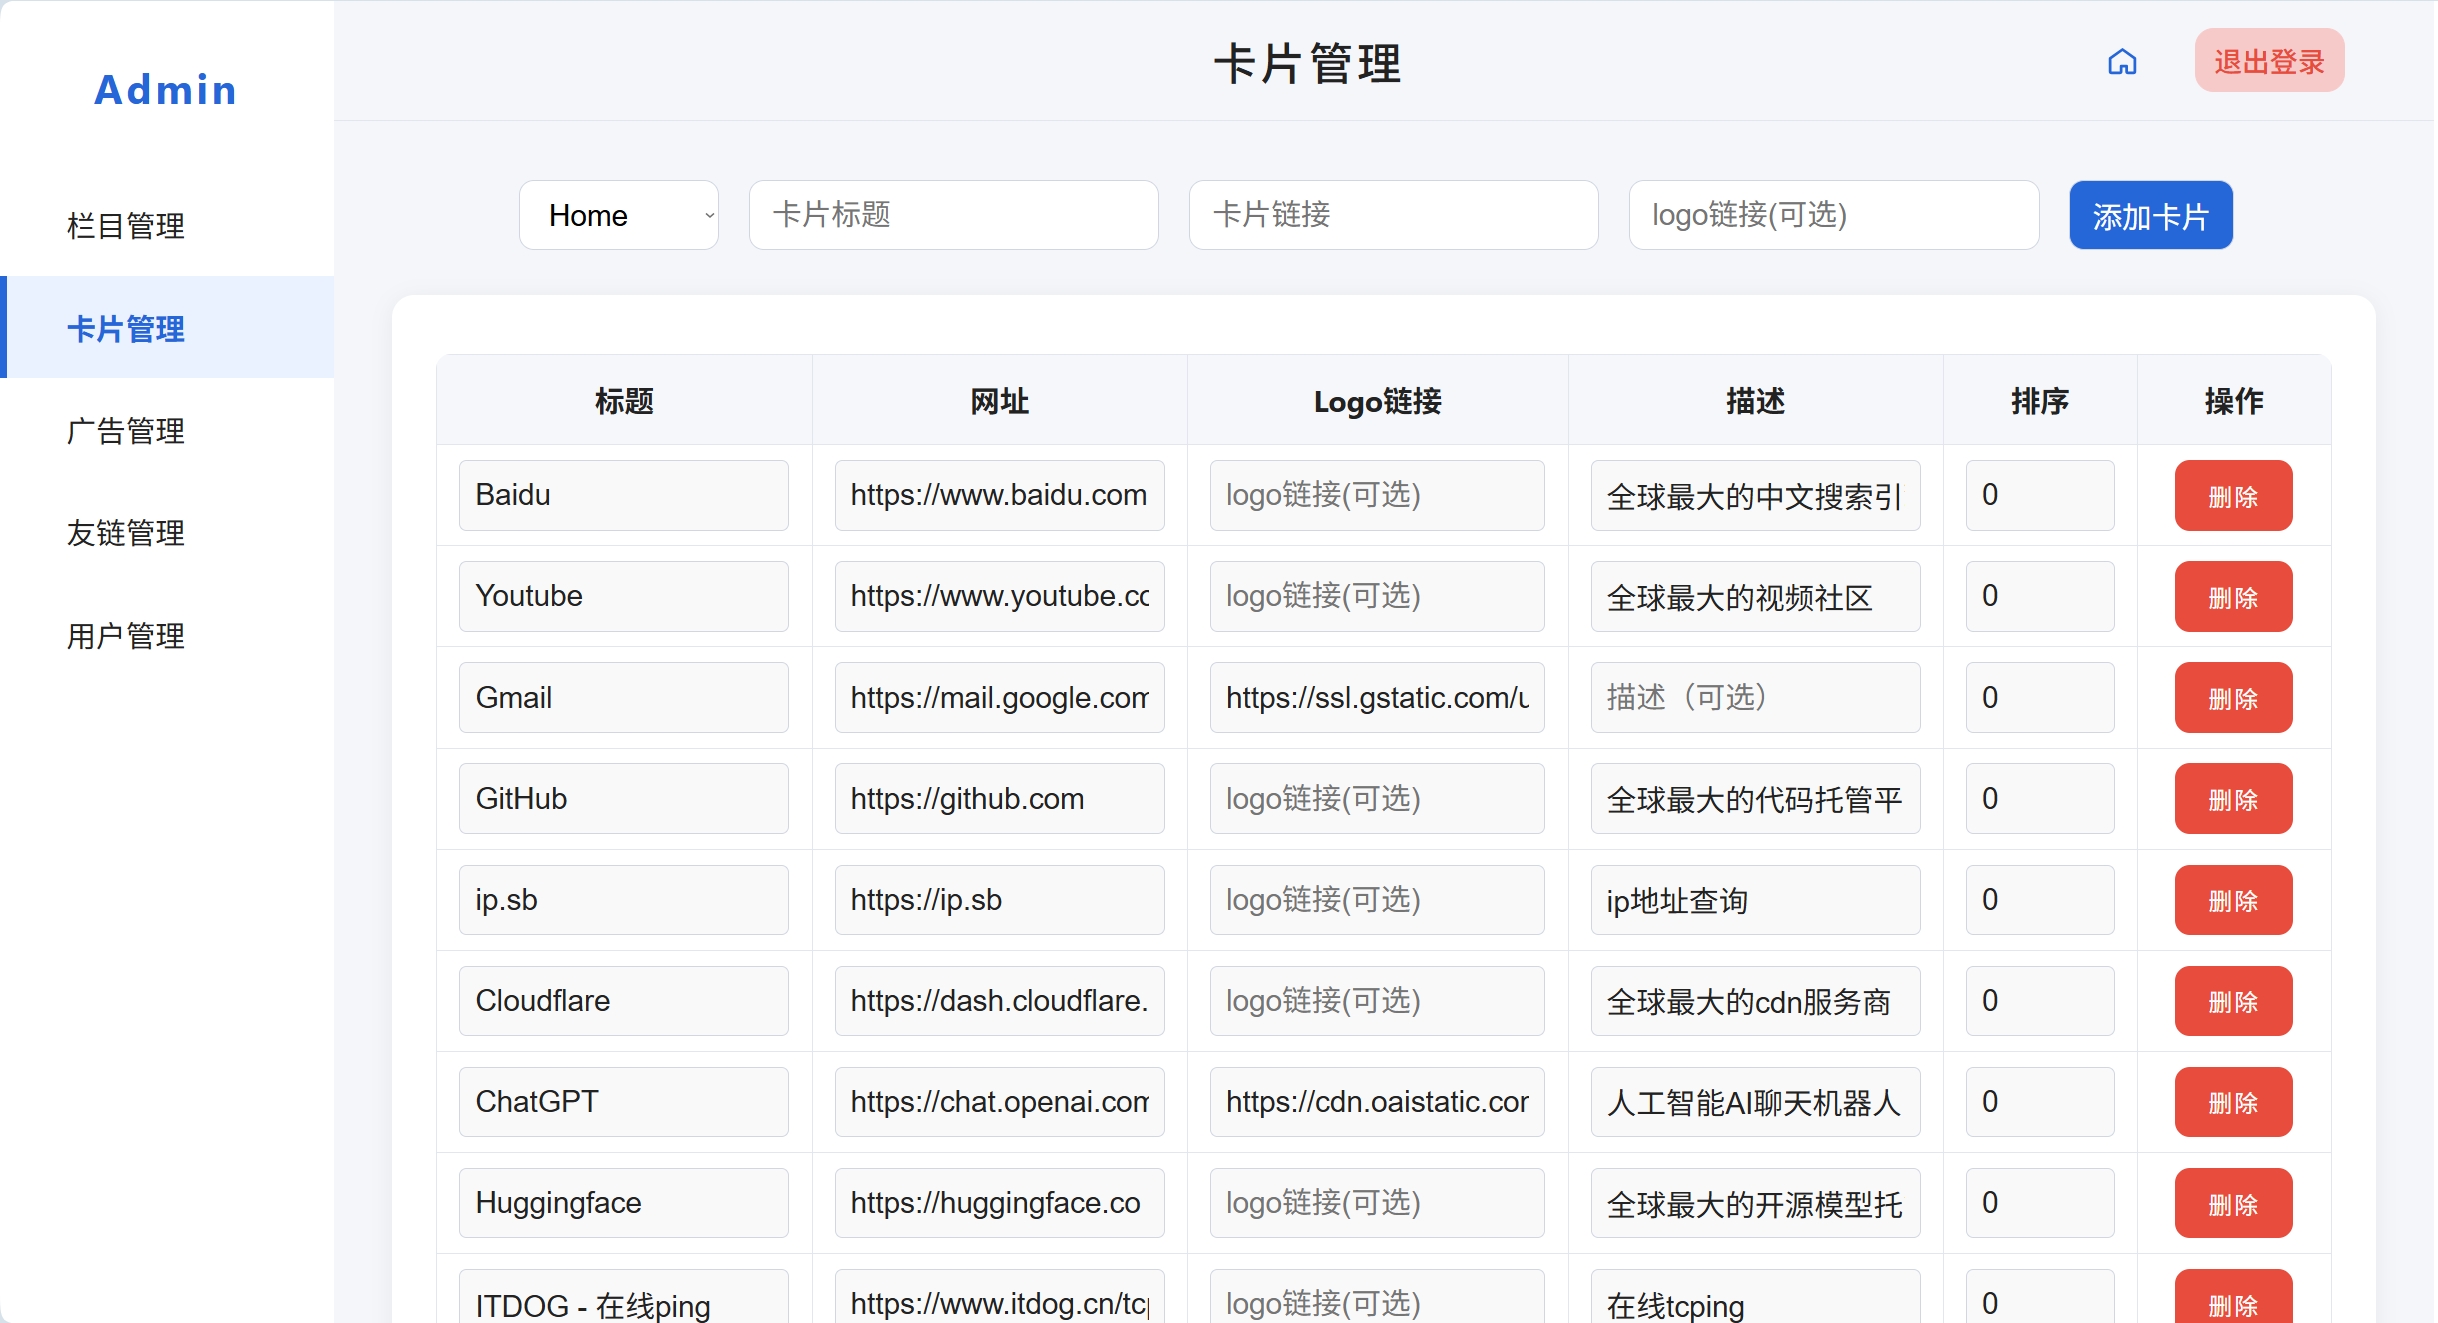 Admin
栏目管理
卡片管理
广告管理
友链管理
用户管理
卡片管理
退出登录
Home 卡片标题 卡片链接 logo链接(可选) 添加卡片
标题 网址 Logo链接 描述 排序 操作
Baidu https://www.baidu.com logo链接(可选) 全球最大的中文搜索引 0 删除
Youtube https://www.youtube.co logo链接(可选) 全球最大的视频社区 0 删除
Gmail https://mail.google.com https://ssl.gstatic.com/u 描述（可选） 0 删除
GitHub https://github.com logo链接(可选) 全球最大的代码托管平 0 删除
ip.sb https://ip.sb logo链接(可选) ip地址查询 0 删除
Cloudflare https://dash.cloudflare. logo链接(可选) 全球最大的cdn服务商 0 删除
ChatGPT https://chat.openai.com https://cdn.oaistatic.com 人工智能AI聊天机器人 0 删除
Huggingface https://huggingface.co logo链接(可选) 全球最大的开源模型托 0 删除
ITDOG - 在线ping https://www.itdog.cn/tcp logo链接(可选) 在线tcping 0 删除